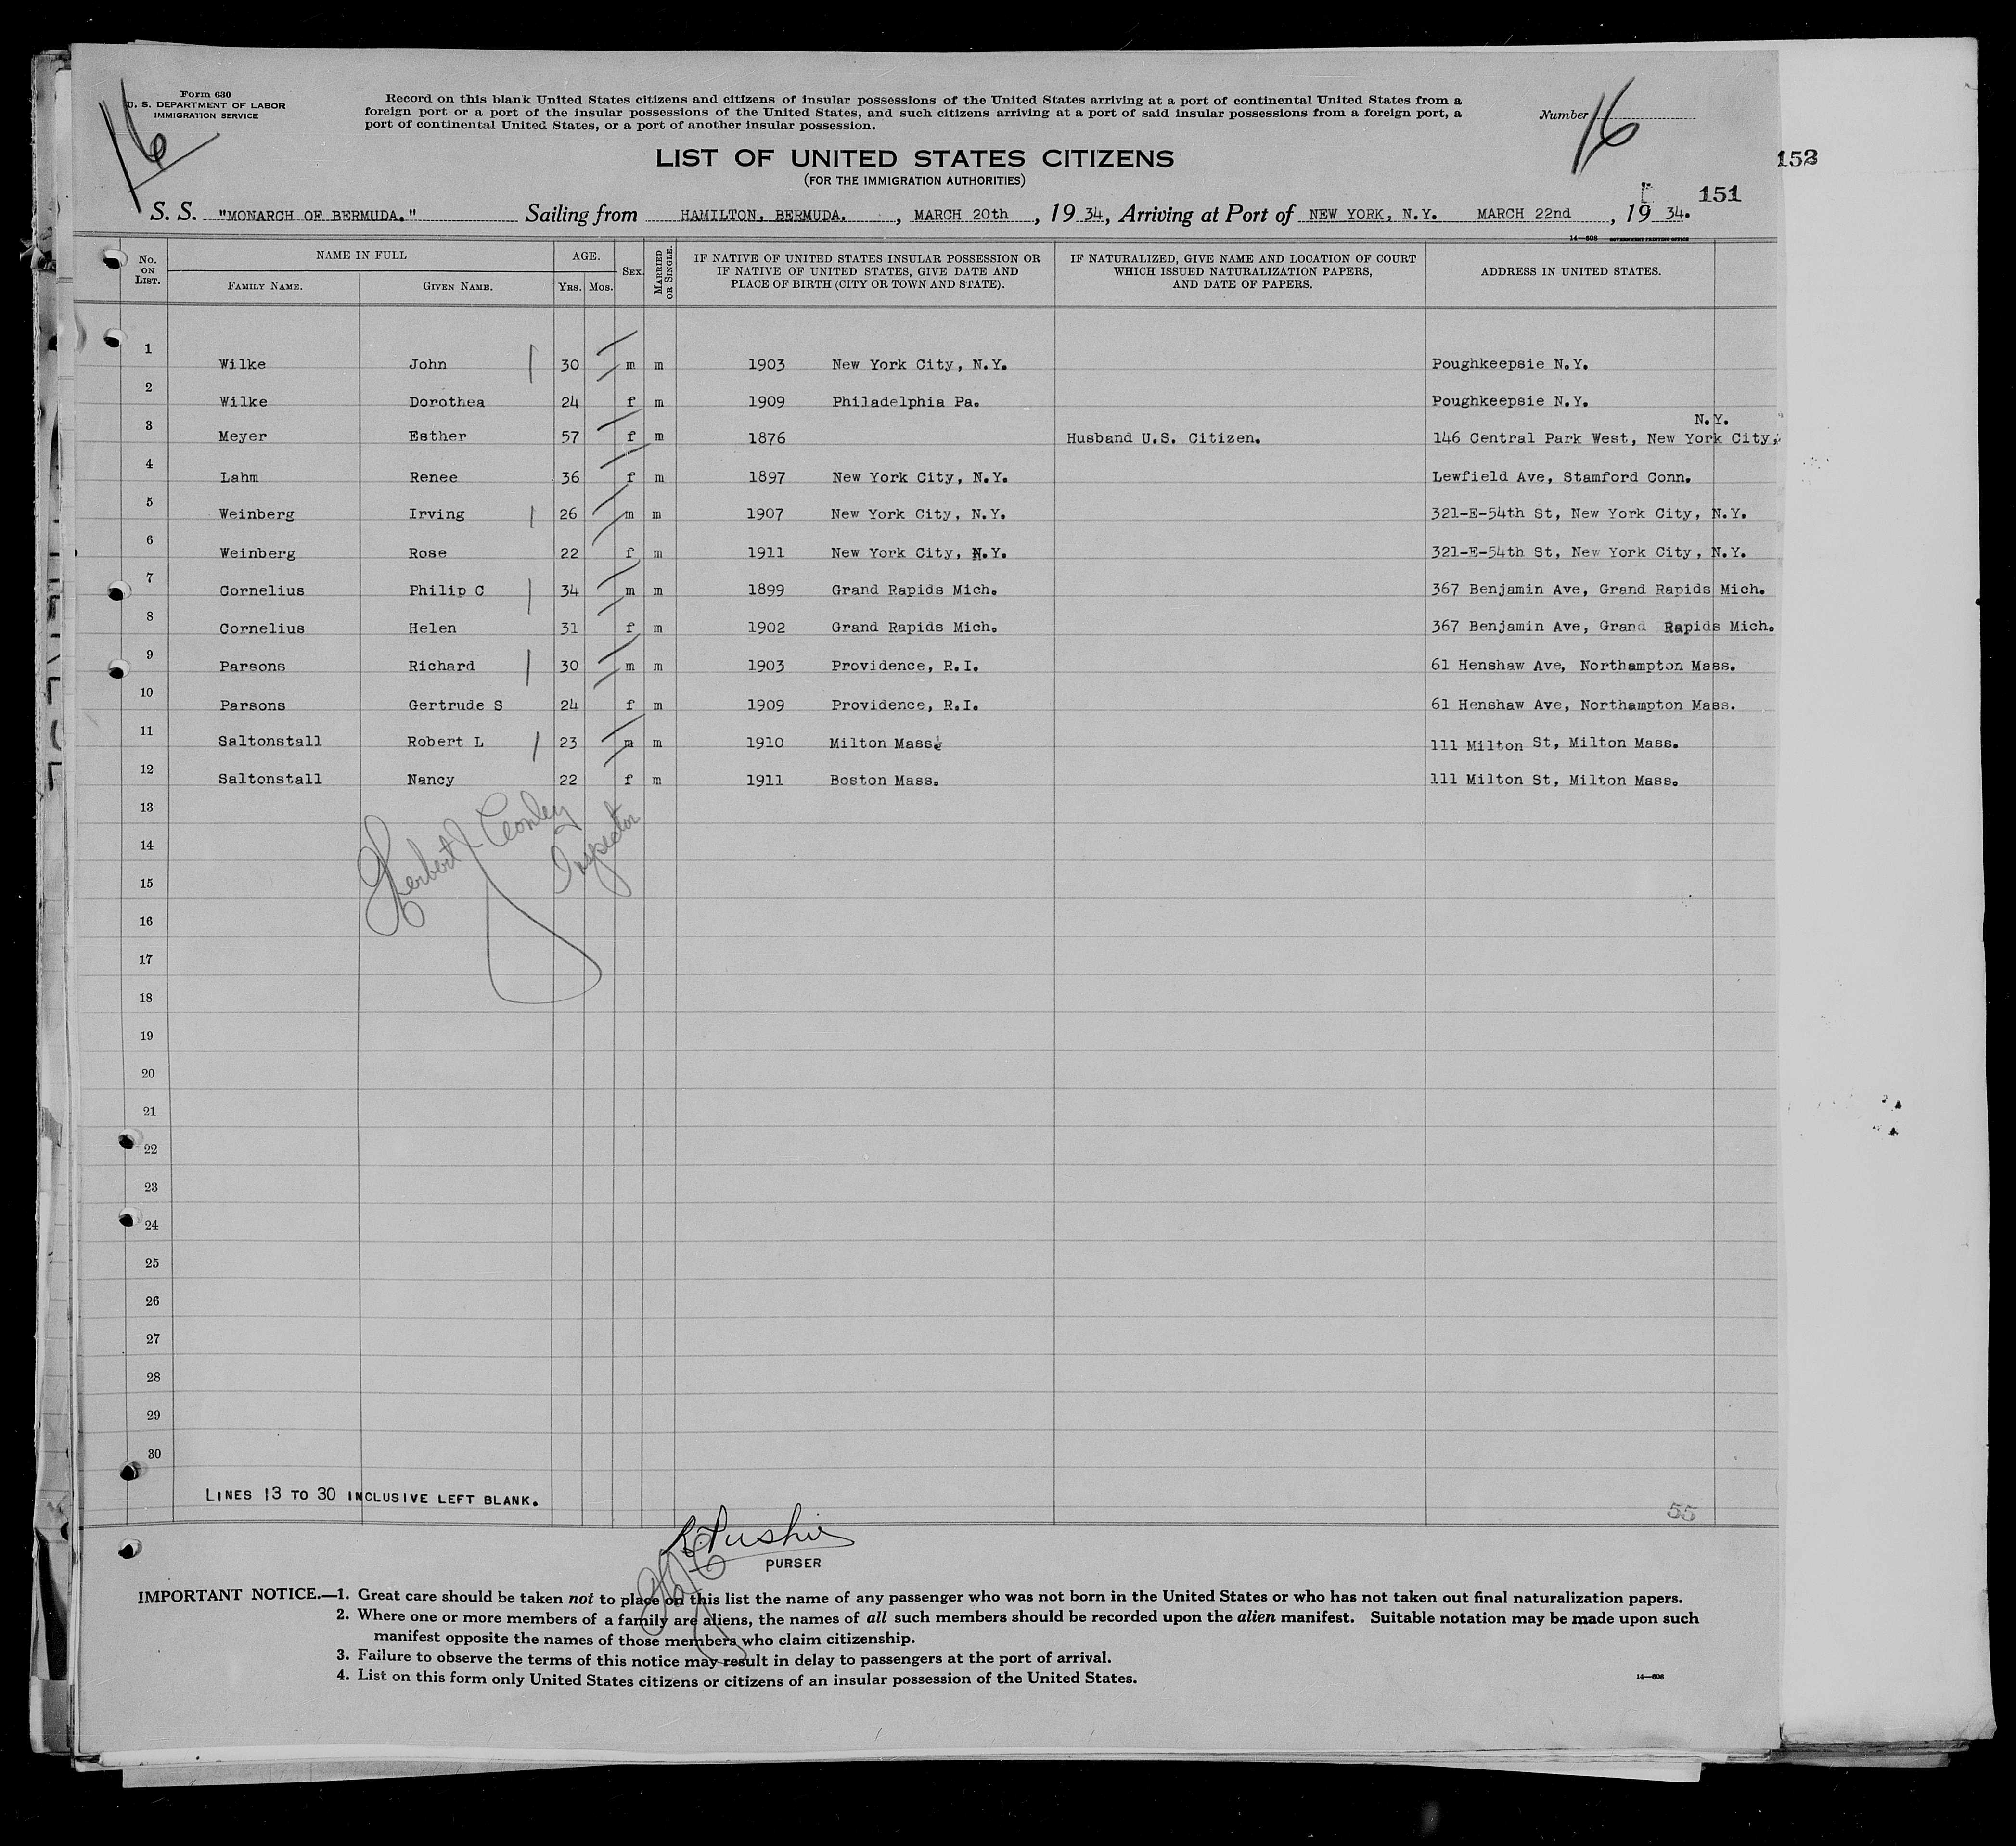 Form 630
U. S. DEPARTMENT OF LABOR
IMMIGRATION SERVICE
16
Record on this blank United States citizens and citizens of insular possessions of the United States arriving at a port of continental United States from a
foreign port or a port of the insular possessions of the United States, and such citizens arriving at a port of said insular possessions from a foreign port, a
port of continental United States, or a port of another insular possession.
Number 16
LIST OF UNITED STATES CITIZENS
(FOR THE IMMIGRATION AUTHORITIES)
152
151
S. S. "MONARCH OF BERMUDA." Sailing from HAMILTON. BERMUDA. , MARCH 20th , 19 34, Arriving at Port of NEW YORK, N.Y. MARCH 22nd , 19 34.
14—608 GOVERNMENT PRINTING OFFICE
No. ON LIST. NAME IN FULL AGE. SEX. MARRIED OR SINGLE. IF NATIVE OF UNITED STATES INSULAR POSSESSION OR IF NATIVE OF UNITED STATES, GIVE DATE AND PLACE OF BIRTH (CITY OR TOWN AND STATE). IF NATURALIZED, GIVE NAME AND LOCATION OF COURT WHICH ISSUED NATURALIZATION PAPERS, AND DATE OF PAPERS. ADDRESS IN UNITED STATES.
FAMILY NAME. GIVEN NAME. YRS. MOS.
1 Wilke John 30 m m 1903 New York City, N.Y. Poughkeepsie N.Y.
2 Wilke Dorothea 24 f m 1909 Philadelphia Pa. Poughkeepsie N.Y.
3 Meyer Esther 57 f m 1876 Husband U.S. Citizen. 146 Central Park West, New York City, N.Y.
4 Lahm Renee 36 f m 1897 New York City, N.Y. Lewfield Ave, Stamford Conn.
5 Weinberg Irving 26 m m 1907 New York City, N.Y. 321-E-54th St, New York City, N.Y.
6 Weinberg Rose 22 f m 1911 New York City, N.Y. 321-E-54th St, New York City, N.Y.
7 Cornelius Philip C 34 m m 1899 Grand Rapids Mich. 367 Benjamin Ave, Grand Rapids Mich.
8 Cornelius Helen 31 f m 1902 Grand Rapids Mich. 367 Benjamin Ave, Grand Rapids Mich.
9 Parsons Richard 30 m m 1903 Providence, R.I. 61 Henshaw Ave, Northampton Mass.
10 Parsons Gertrude S 24 f m 1909 Providence, R.I. 61 Henshaw Ave, Northampton Mass.
11 Saltonstall Robert L 23 m m 1910 Milton Mass. 111 Milton St, Milton Mass.
12 Saltonstall Nancy 22 f m 1911 Boston Mass. 111 Milton St, Milton Mass.
13
Herbert J. Conley
Inspector
14
15
16
17
18
19
20
21
22
23
24
25
26
27
28
29
30
LINES 13 TO 30 INCLUSIVE LEFT BLANK.
55
PURSER
IMPORTANT NOTICE.—1. Great care should be taken not to place on this list the name of any passenger who was not born in the United States or who has not taken out final naturalization papers.
2. Where one or more members of a family are aliens, the names of all such members should be recorded upon the alien manifest. Suitable notation may be made upon such
manifest opposite the names of those members who claim citizenship.
3. Failure to observe the terms of this notice may result in delay to passengers at the port of arrival.
4. List on this form only United States citizens or citizens of an insular possession of the United States.
14—608